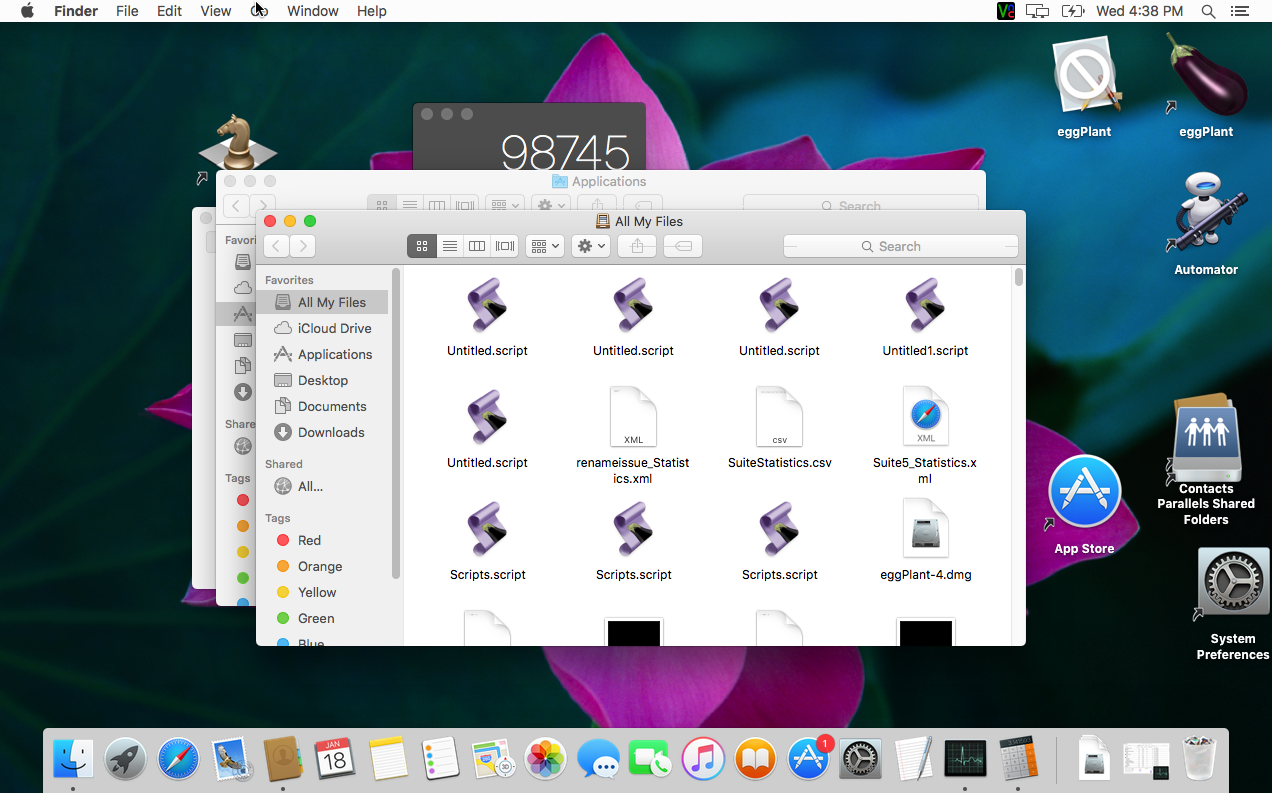 Finder File Edit View Go Window Help
Wed 4:38 PM
98745
Applications
Search
All My Files
Search
Favorites
All My Files
iCloud Drive
Applications
Desktop
Documents
Downloads
Shared
All...
Tags
Red
Orange
Yellow
Green
Blue
Untitled.script Untitled.script Untitled.script Untitled1.script
XML
csv
XML
Untitled.script renameissue_Statist SuiteStatistics.csv Suite5_Statistics.x
ics.xml ml
Scripts.script Scripts.script Scripts.script eggPlant-4.dmg
Favori
Share
Tags
eggPlant
eggPlant
Automator
Contacts
Parallels Shared
Folders
App Store
System
Preferences
JAN
18
3D
1